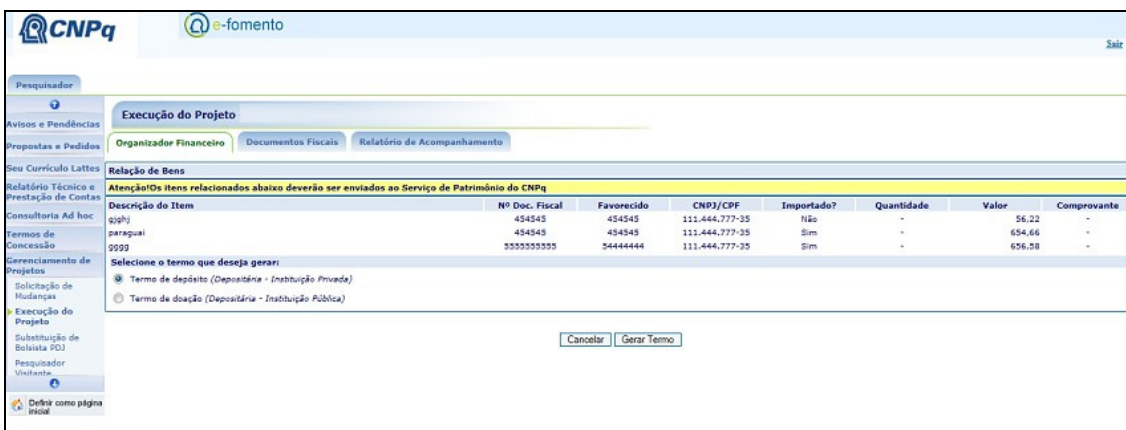 CNPq
e-fomento
Sair
Pesquisador
Avisos e Pendências
Propostas e Pedidos
Seu Currículo Lattes
Relatório Técnico e
Prestação de Contas
Consultoria Ad hoc
Termos de
Concessão
Gerenciamento de
Projetos
Solicitação de
Mudanças
Execução do
Projeto
Substituição de
Bolsista PDJ
Pesquisador
Visitante
Definir como página
inicial
Execução do Projeto
Organizador Financeiro Documentos Fiscais Relatório de Acompanhamento
Relação de Bens
Atenção!Os itens relacionados abaixo deverão ser enviados ao Serviço de Patrimônio do CNPq
Descrição do Item Nº Doc. Fiscal Favorecido CNPJ/CPF Importado? Quantidade Valor Comprovante
gjghj 454545 454545 111.444.777-35 Não - 56,22 -
paraguai 454545 454545 111.444.777-35 Sim - 654,66 -
gggg 5555555555 54444444 111.444.777-35 Sim - 656,58 -
Selecione o termo que deseja gerar:
Termo de depósito (Depositária - Instituição Privada)
Termo de doação (Depositária - Instituição Pública)
Cancelar Gerar Termo